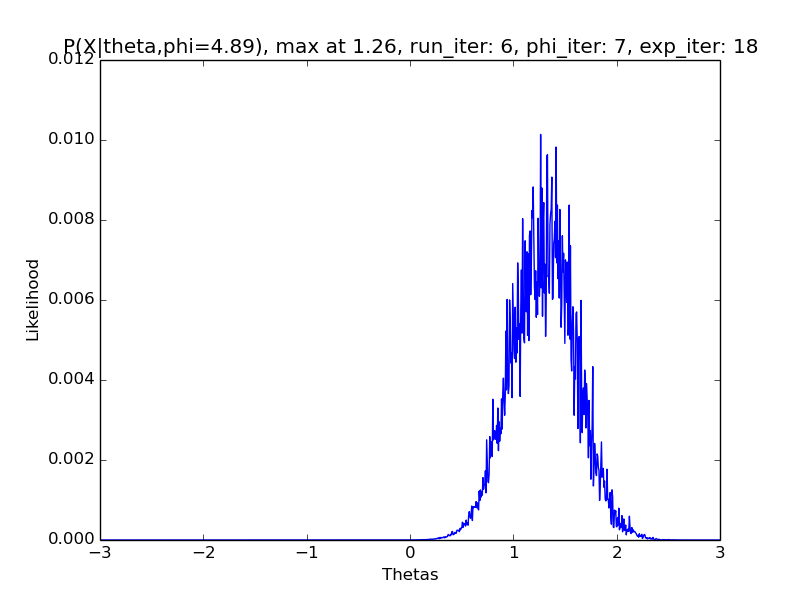 P(X|theta,phi=4.89), max at 1.26, run_iter: 6, phi_iter: 7, exp_iter: 18
0.012
0.010
0.008
0.006
0.004
0.002
0.000
Likelihood
−3 −2 −1 0 1 2 3
Thetas